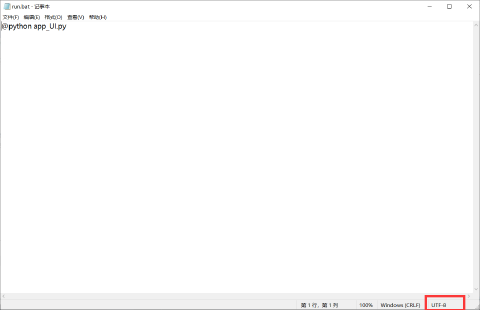 run.bat - 记事本
文件(F) 编辑(E) 格式(O) 查看(V) 帮助(H)
@python app_UI.py
第 1 行，第 1 列 100% Windows (CRLF) UTF-8